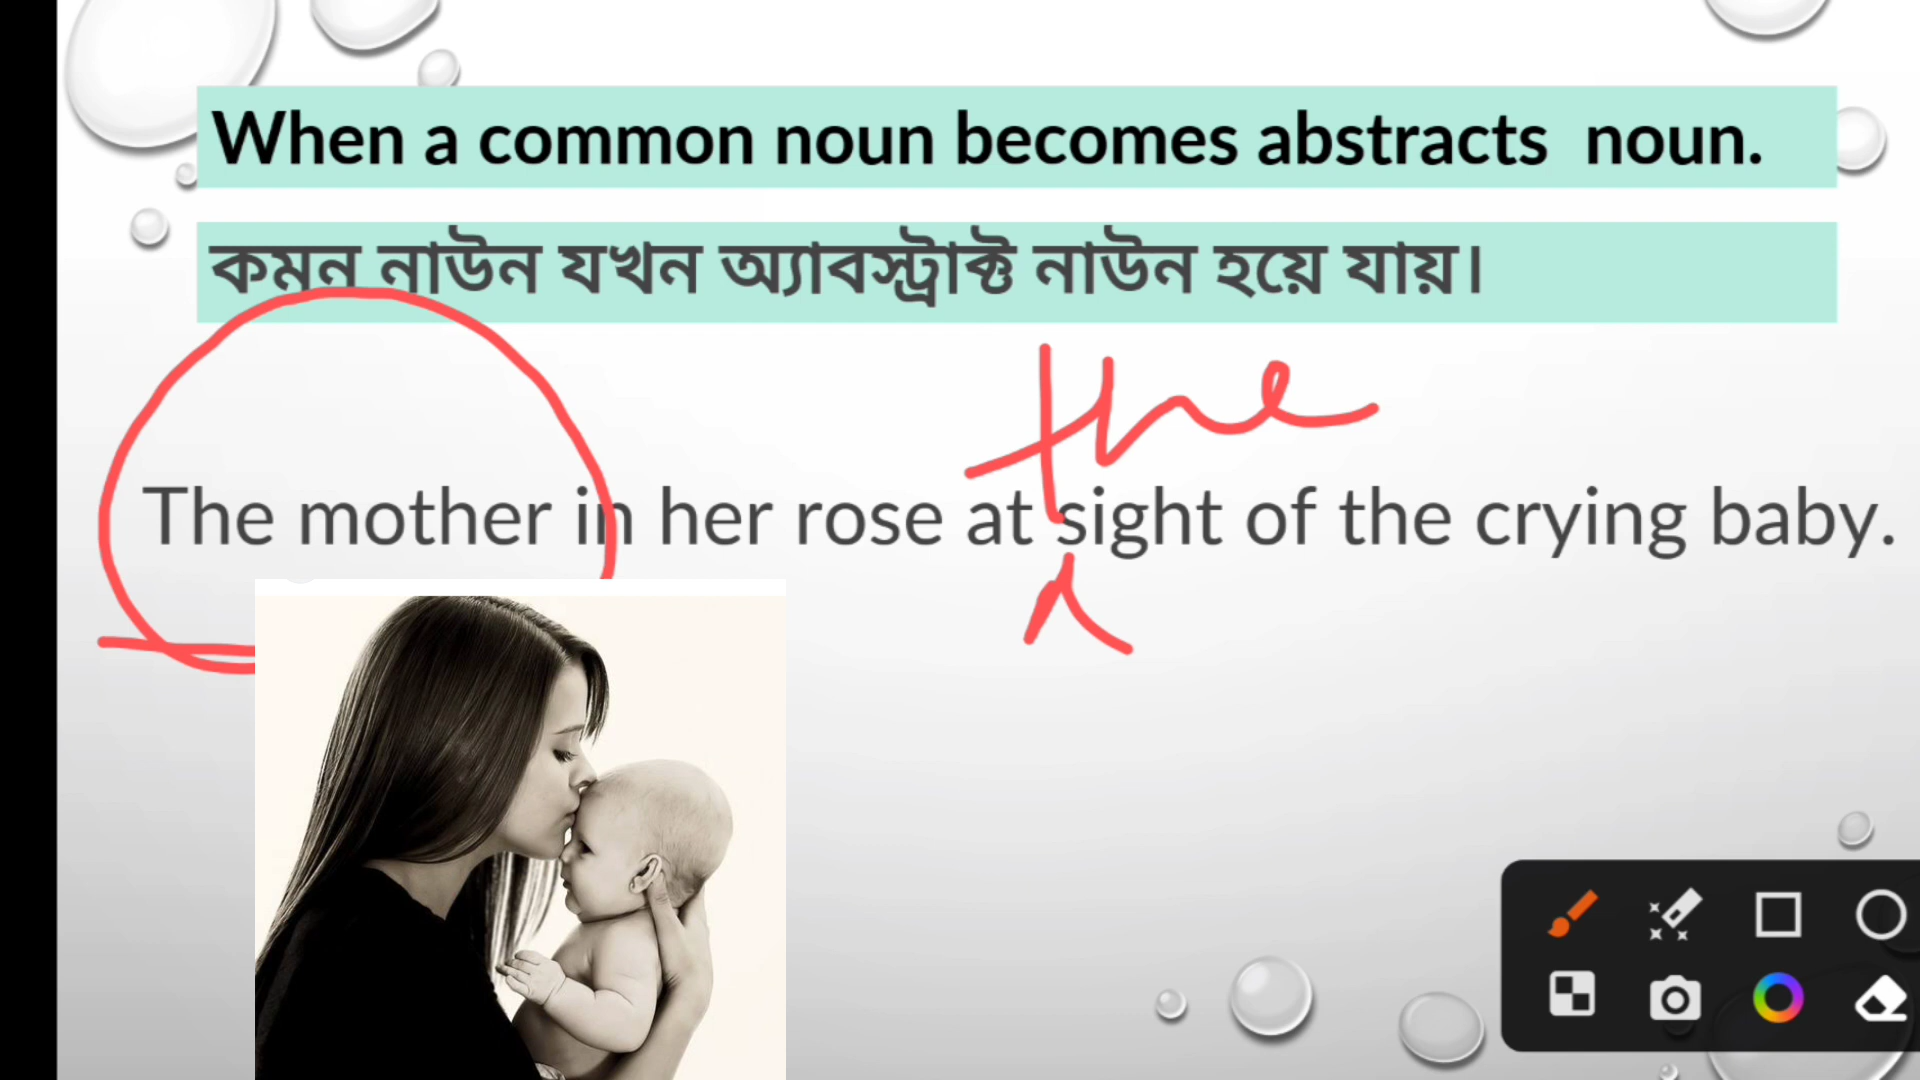 When a common noun becomes abstracts noun.
কমন নাউন যখন অ্যাবস্ট্রাক্ট নাউন হয়ে যায়।
the
The mother in her rose at sight of the crying baby.